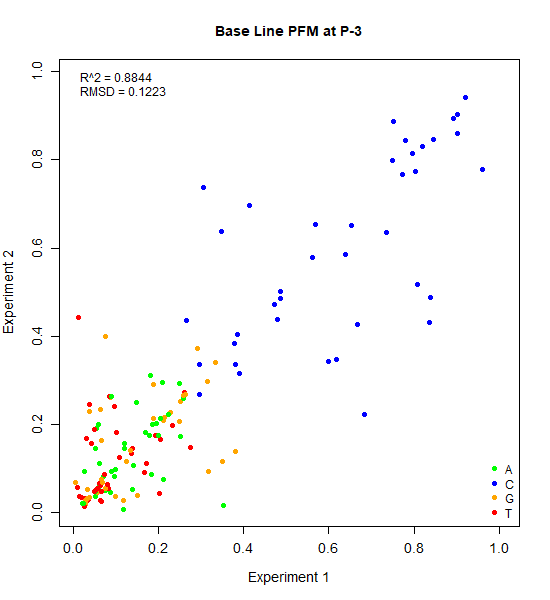 Base Line PFM at P-3
R^2 = 0.8844
RMSD = 0.1223
Experiment 2
0.0
0.2
0.4
0.6
0.8
1.0
A
C
G
T
0.0 0.2 0.4 0.6 0.8 1.0
Experiment 1